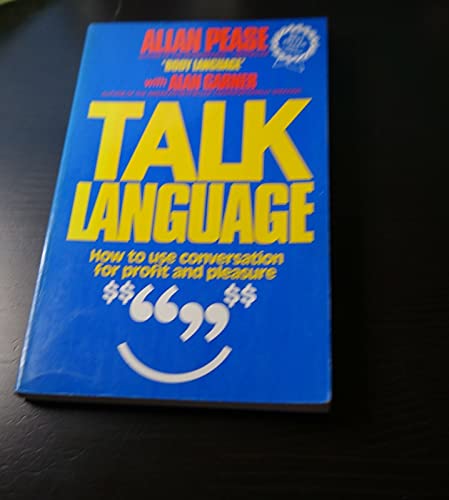 ALLAN PEASE
'BODY LANGUAGE'
with ALAN GARNER
TALK
LANGUAGE
How to use conversation
for profit and pleasure
$$ “ ” $$